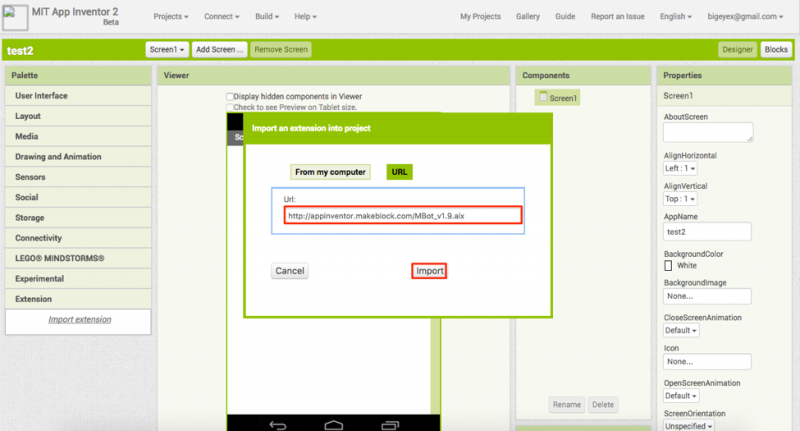 MIT App Inventor 2
Beta
Projects Connect Build Help My Projects Gallery Guide Report an Issue English bigeyex@gmail.com
test2 Screen1 Add Screen ... Remove Screen Designer Blocks
Palette
User Interface
Layout
Media
Drawing and Animation
Sensors
Social
Storage
Connectivity
LEGO® MINDSTORMS®
Experimental
Extension
Import extension
Viewer
Display hidden components in Viewer
Check to see Preview on Tablet size.
Import an extension into project
From my computer URL
Url:
http://appinventor.makeblock.com/MBot_v1.9.aix
Cancel Import
Components
Screen1
Rename Delete
Properties
Screen1
AboutScreen
AlignHorizontal
Left : 1
AlignVertical
Top : 1
AppName
test2
BackgroundColor
White
BackgroundImage
None...
CloseScreenAnimation
Default
Icon
None...
OpenScreenAnimation
Default
ScreenOrientation
Unspecified